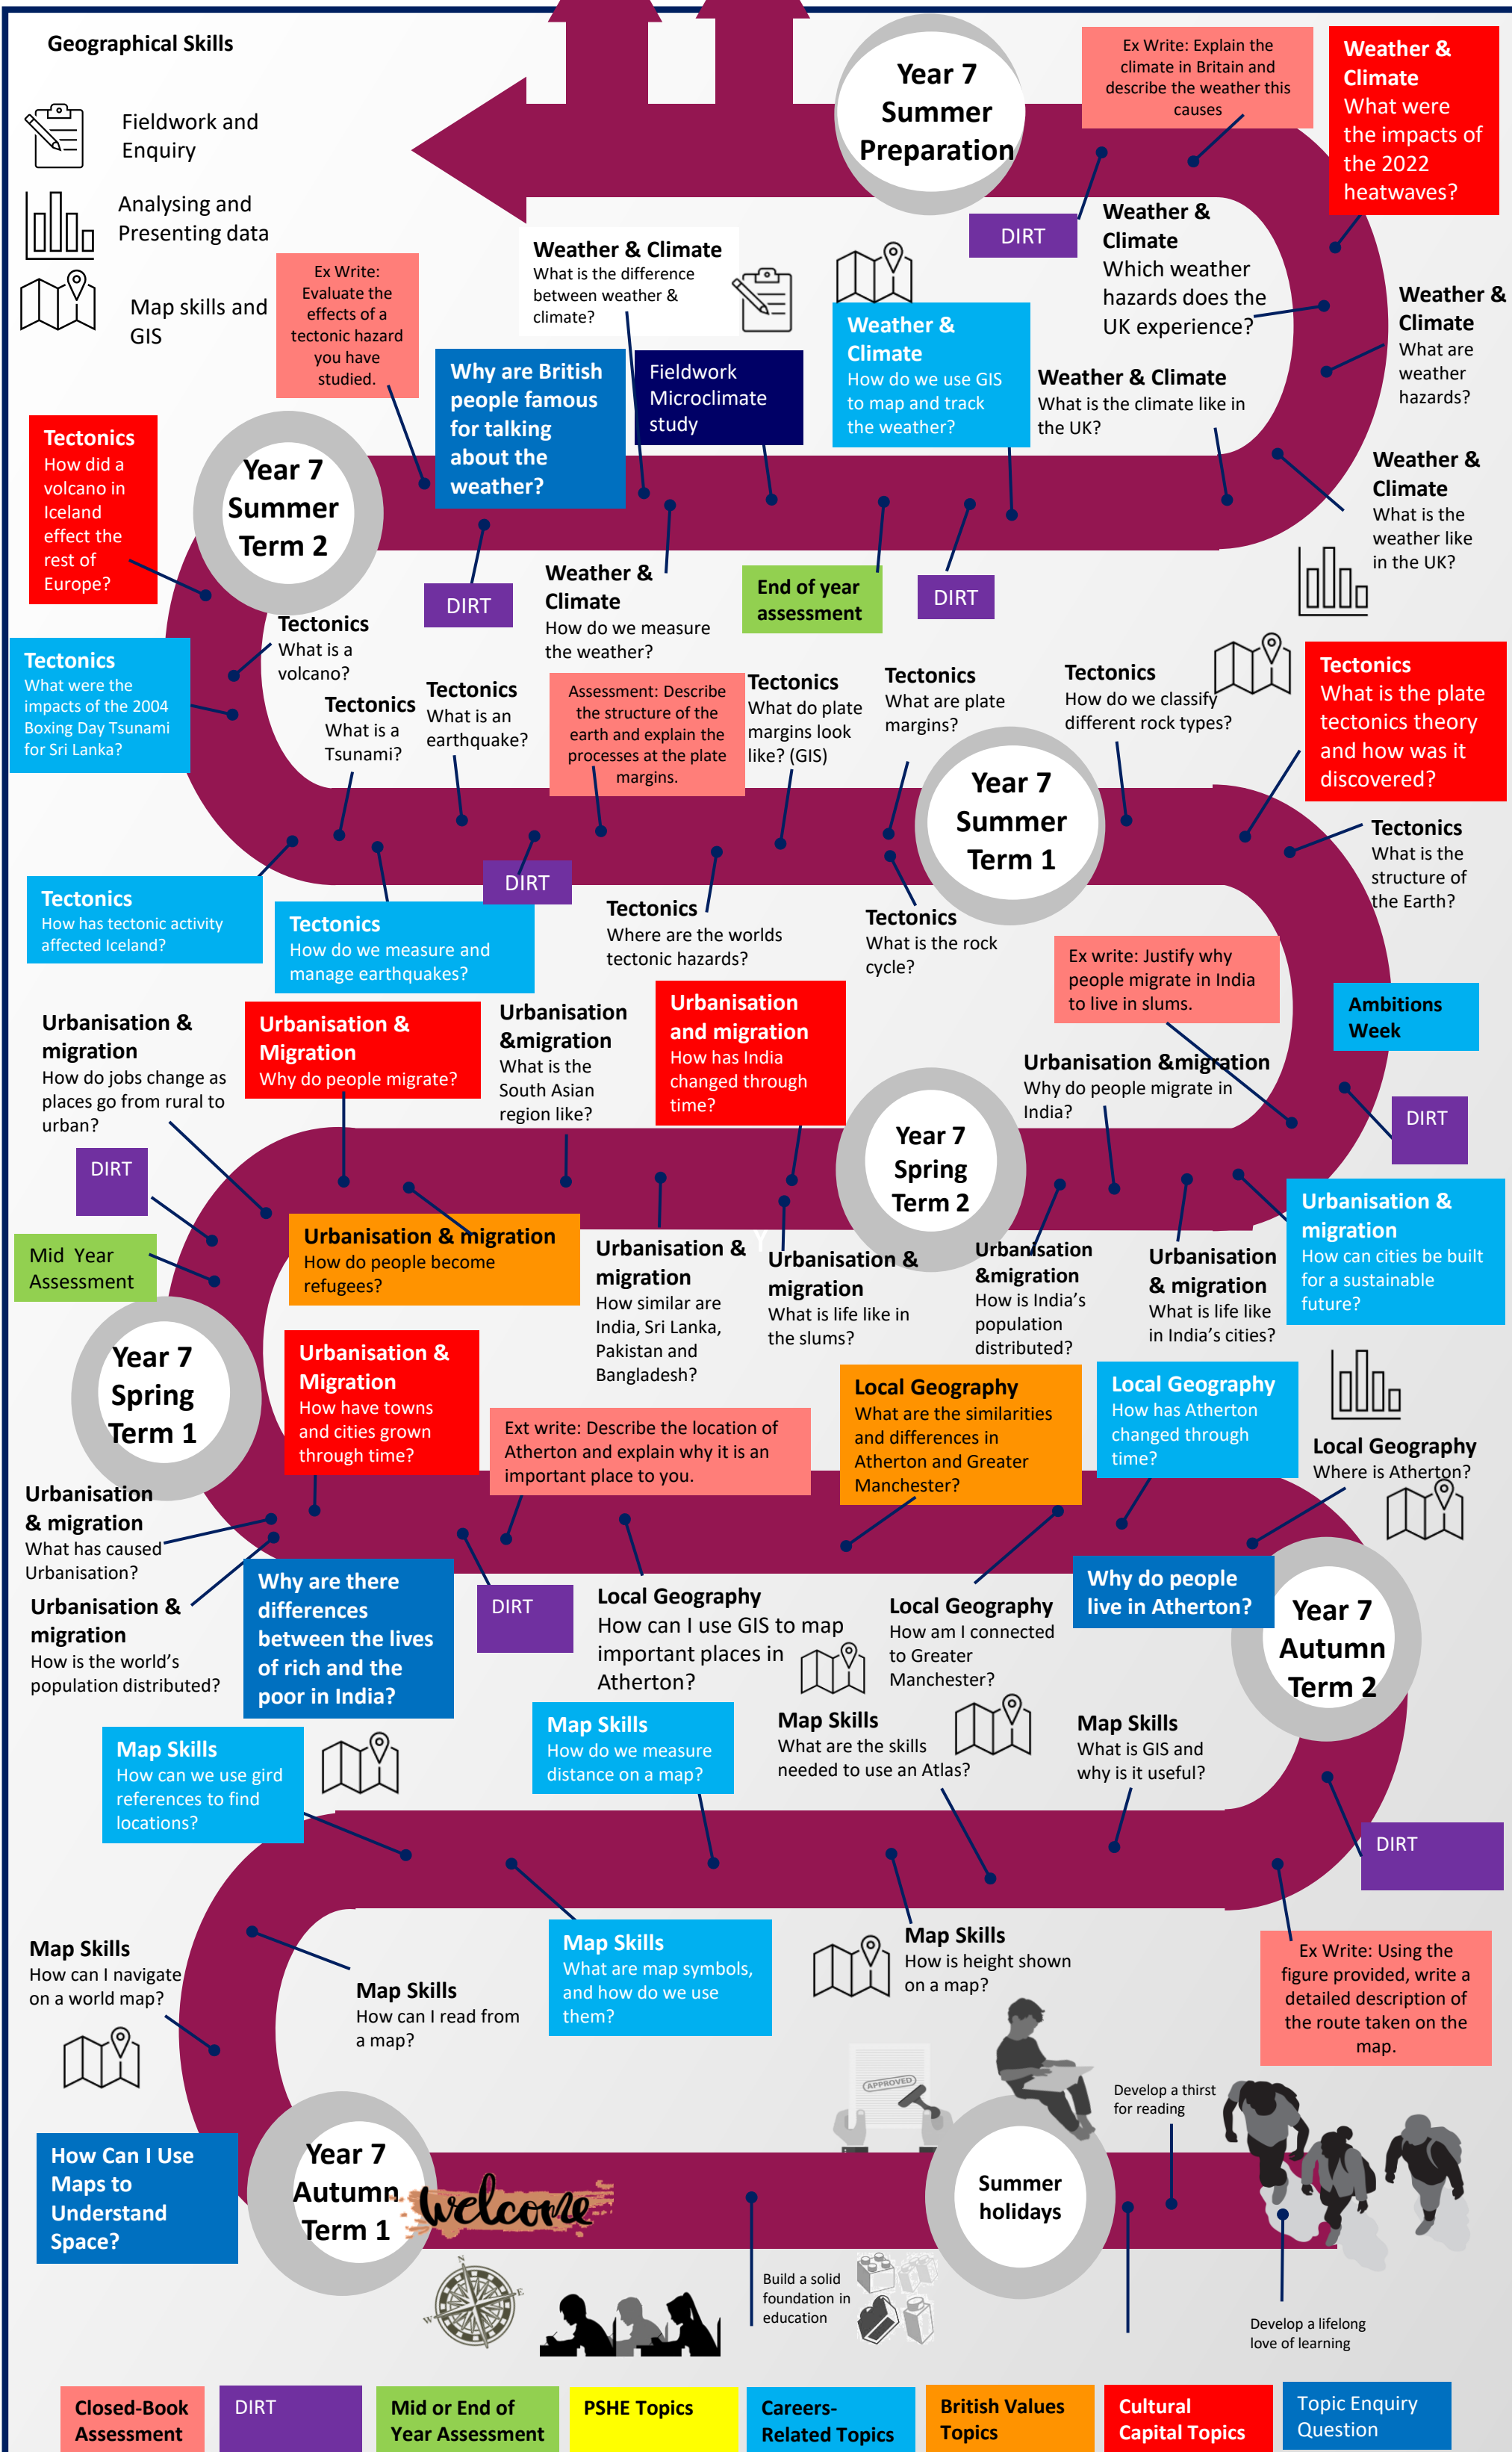 Geographical Skills
Fieldwork and
Enquiry
Analysing and
Presenting data
Map skills and
GIS
Year 7
Summer
Preparation
Ex Write: Explain the
climate in Britain and
describe the weather this
causes
Weather &
Climate
What were
the impacts of
the 2022
heatwaves?
DIRT
Weather &
Climate
Which weather
hazards does the
UK experience?
Weather &
Climate
What are
weather
hazards?
Weather & Climate
What is the difference
between weather &
climate?
Ex Write:
Evaluate the
effects of a
tectonic hazard
you have
studied.
Why are British
people famous
for talking
about the
weather?
Fieldwork
Microclimate
study
Weather &
Climate
How do we use GIS
to map and track
the weather?
Weather & Climate
What is the climate like in
the UK?
Weather &
Climate
What is the
weather like
in the UK?
Tectonics
How did a
volcano in
Iceland
effect the
rest of
Europe?
Year 7
Summer
Term 2
DIRT
Weather &
Climate
How do we measure
the weather?
End of year
assessment
DIRT
Tectonics
What is a
volcano?
Tectonics
What were the
impacts of the 2004
Boxing Day Tsunami
for Sri Lanka?
Tectonics
What is a
Tsunami?
Tectonics
What is an
earthquake?
Assessment: Describe
the structure of the
earth and explain the
processes at the plate
margins.
Tectonics
What do plate
margins look
like? (GIS)
Tectonics
What are plate
margins?
Tectonics
How do we classify
different rock types?
Tectonics
What is the plate
tectonics theory
and how was it
discovered?
Year 7
Summer
Term 1
Tectonics
What is the
structure of
the Earth?
Tectonics
How has tectonic activity
affected Iceland?
Tectonics
How do we measure and
manage earthquakes?
DIRT
Tectonics
Where are the worlds
tectonic hazards?
Tectonics
What is the rock
cycle?
Ex write: Justify why
people migrate in India
to live in slums.
Ambitions
Week
DIRT
Urbanisation &
migration
How do jobs change as
places go from rural to
urban?
Urbanisation &
Migration
Why do people migrate?
Urbanisation
&migration
What is the
South Asian
region like?
Urbanisation
and migration
How has India
changed through
time?
Urbanisation &migration
Why do people migrate in
India?
Year 7
Spring
Term 2
DIRT
Mid Year
Assessment
Urbanisation & migration
How do people become
refugees?
Urbanisation &
migration
How similar are
India, Sri Lanka,
Pakistan and
Bangladesh?
Y
Urbanisation &
migration
What is life like in
the slums?
Urbanisation
&migration
How is India’s
population
distributed?
Urbanisation
& migration
What is life like
in India’s cities?
Urbanisation &
migration
How can cities be built
for a sustainable
future?
Year 7
Spring
Term 1
Urbanisation &
Migration
How have towns
and cities grown
through time?
Ext write: Describe the location of
Atherton and explain why it is an
important place to you.
Local Geography
What are the similarities
and differences in
Atherton and Greater
Manchester?
Local Geography
How has Atherton
changed through
time?
Local Geography
Where is Atherton?
Urbanisation
& migration
What has caused
Urbanisation?
Urbanisation &
migration
How is the world’s
population distributed?
Why are there
differences
between the lives
of rich and the
poor in India?
DIRT
Local Geography
How can I use GIS to map
important places in
Atherton?
Local Geography
How am I connected
to Greater
Manchester?
Why do people
live in Atherton?
Year 7
Autumn
Term 2
Map Skills
How can we use gird
references to find
locations?
Map Skills
How do we measure
distance on a map?
Map Skills
What are the skills
needed to use an Atlas?
Map Skills
What is GIS and
why is it useful?
DIRT
Map Skills
How can I navigate
on a world map?
Map Skills
How can I read from
a map?
Map Skills
What are map symbols,
and how do we use
them?
Map Skills
How is height shown
on a map?
Ex Write: Using the
figure provided, write a
detailed description of
the route taken on the
map.
APPROVED
Develop a thirst
for reading
How Can I Use
Maps to
Understand
Space?
Year 7
Autumn
Term 1
welcome
Summer
holidays
N
E
W
Build a solid
foundation in
education
Develop a lifelong
love of learning
Closed-Book
Assessment
DIRT
Mid or End of
Year Assessment
PSHE Topics
Careers-
Related Topics
British Values
Topics
Cultural
Capital Topics
Topic Enquiry
Question